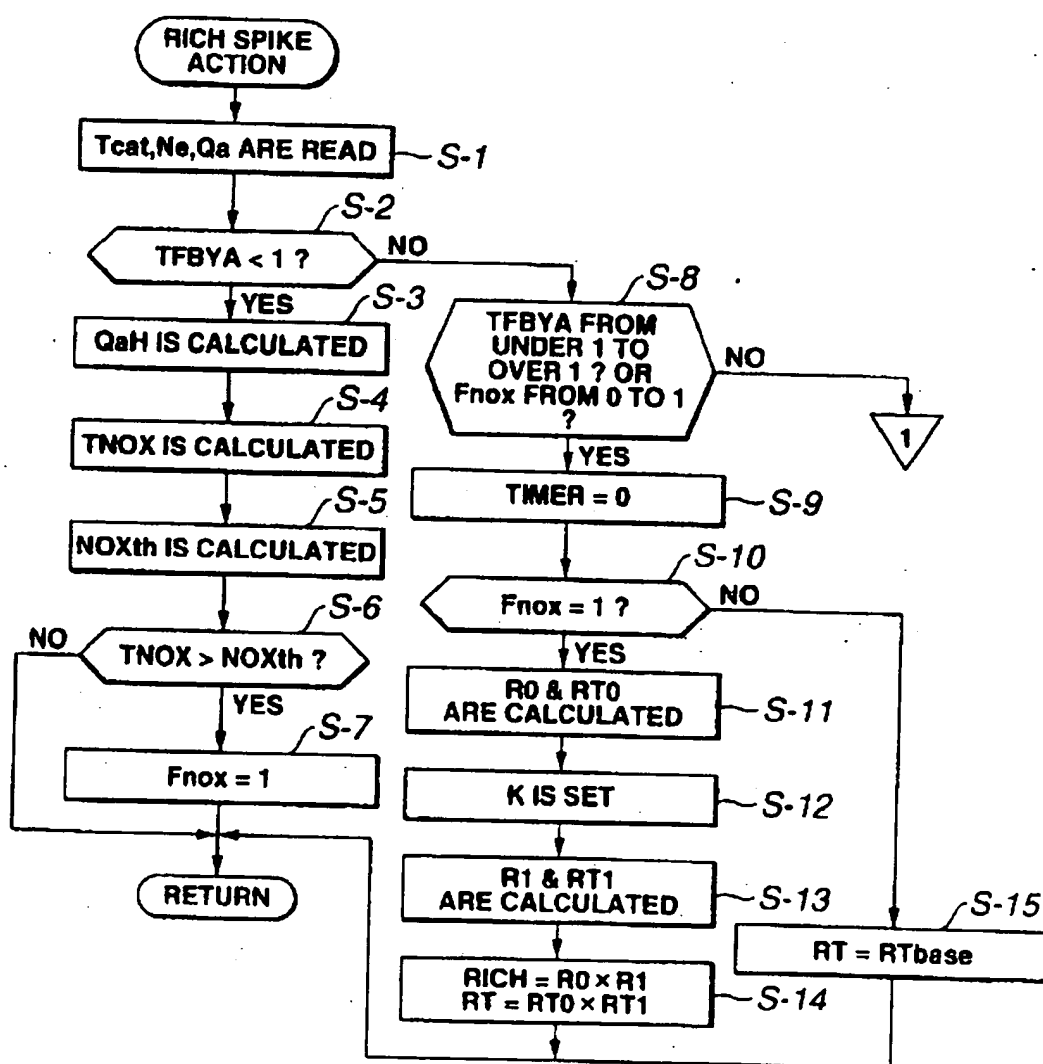 RICH SPIKE
ACTION
Tcat,Ne,Qa ARE READ
S-1
S-2
TFBYA < 1 ?
NO
YES
S-3
QaH IS CALCULATED
S-4
TNOX IS CALCULATED
S-5
NOXth IS CALCULATED
S-6
NO
TNOX > NOXth ?
YES
S-7
Fnox = 1
RETURN
S-8
TFBYA FROM
UNDER 1 TO
OVER 1 ? OR
Fnox FROM 0 TO 1
?
NO
1
YES
TIMER = 0
S-9
S-10
Fnox = 1 ?
NO
YES
R0 & RT0
ARE CALCULATED
S-11
K IS SET
S-12
R1 & RT1
ARE CALCULATED
S-13
RICH = R0 × R1
RT = RT0 × RT1
S-14
S-15
RT = RTbase